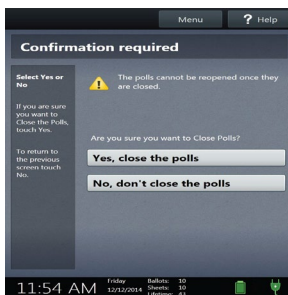 Menu
? Help
Confirmation required
Select Yes or
No
If you are sure
you want to
Close the Polls,
touch Yes.
To return to
the previous
screen touch
No.
The polls cannot be reopened once they
are closed.
Are you sure you want to Close Polls?
Yes, close the polls
No, don't close the polls
11:54 AM
Friday
12/12/2014
Ballots: 10
Sheets: 10
Lifetime: 43